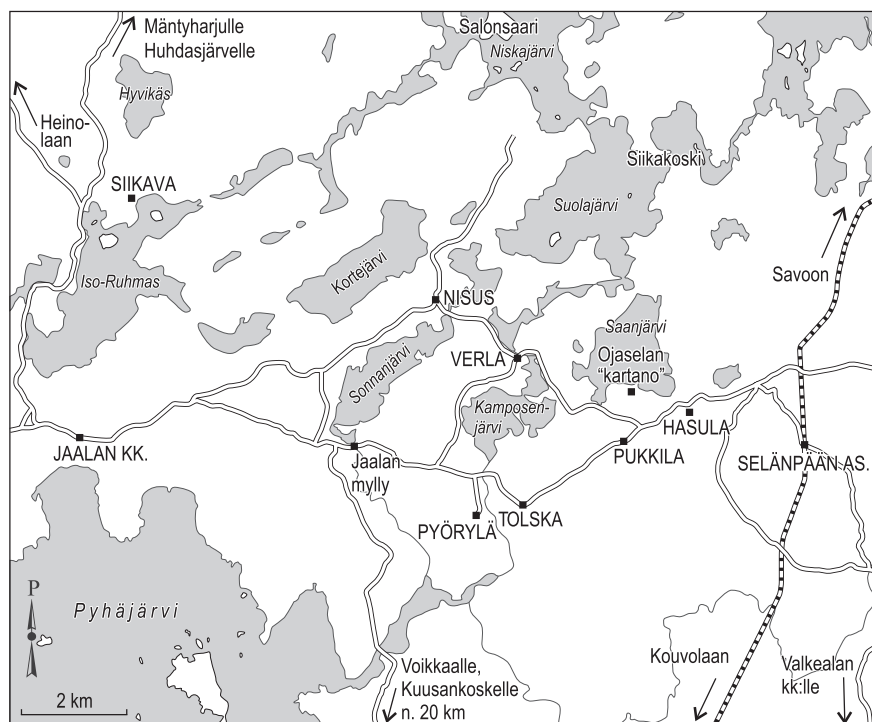 Mäntyharjulle
Huhdasjärvelle
Salonsaari
Niskajärvi
Hyvikäs
Heino-
laan
SIIKAVA
Siikakoski
Suolajärvi
Savoon
Iso-Ruhmas
Kortejärvi
NISUS
Saanjärvi
VERLA
Ojaselan
"kartano"
Sonnanjärvi
Kamposen-
järvi
HASULA
JAALAN KK.
Jaalan
mylly
PUKKILA
SELÄNPÄÄN AS.
PYÖRYLÄ
TOLSKA
P
Pyhäjärvi
Voikkaalle,
Kuusankoskelle
n. 20 km
Kouvolaan
Valkealan
kk:lle
2 km